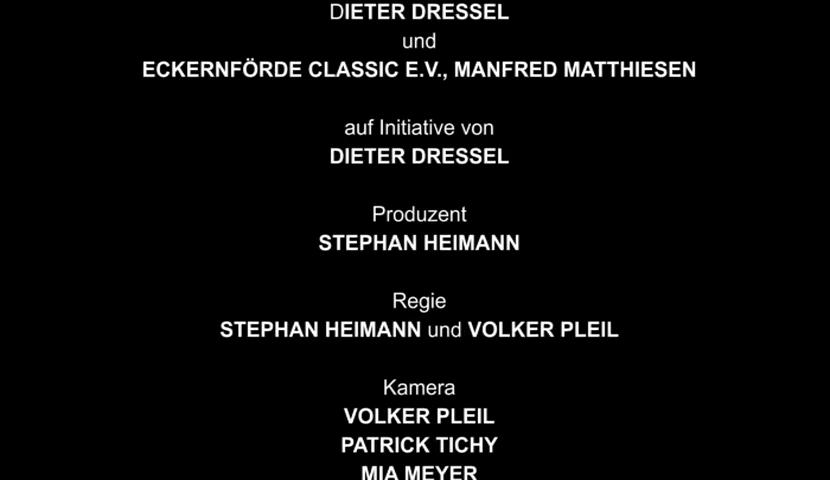 DIETER DRESSEL
und
ECKERNFÖRDE CLASSIC E.V., MANFRED MATTHIESEN
auf Initiative von
DIETER DRESSEL
Produzent
STEPHAN HEIMANN
Regie
STEPHAN HEIMANN und VOLKER PLEIL
Kamera
VOLKER PLEIL
PATRICK TICHY
MIA MEYER